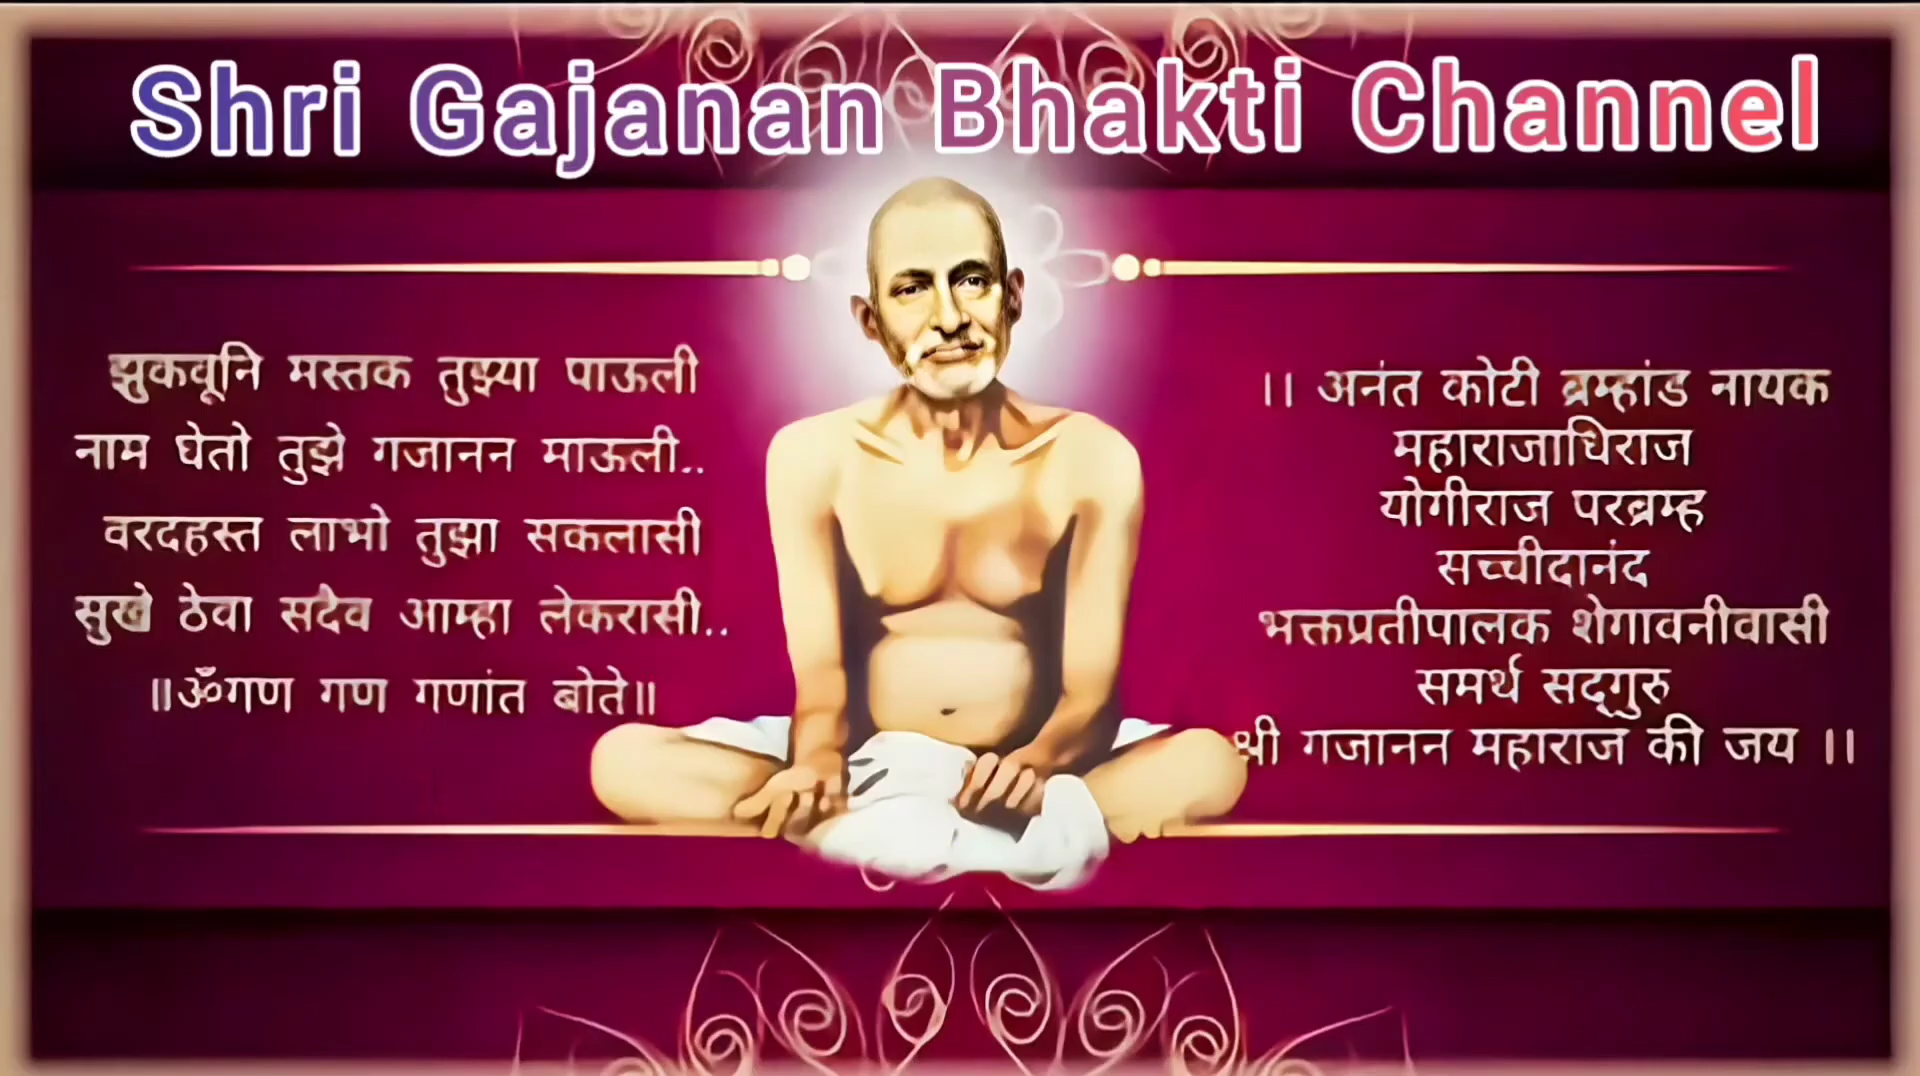 Shri Gajanan Bhakti Channel
झुकवूनि मस्तक तुझ्या पाऊली
नाम घेतो तुझे गजानन माऊली..
वरदहस्त लाभो तुझा सकलासी
सुखे ठेवा सदैव आम्हा लेकरासी..
॥ॐगण गण गणांत बोते॥
।। अनंत कोटी ब्रम्हांड नायक
महाराजाधिराज
योगीराज परब्रम्ह
सच्चीदानंद
भक्तप्रतीपालक शेगावनीवासी
समर्थ सद्गुरु
श्री गजानन महाराज की जय ।।